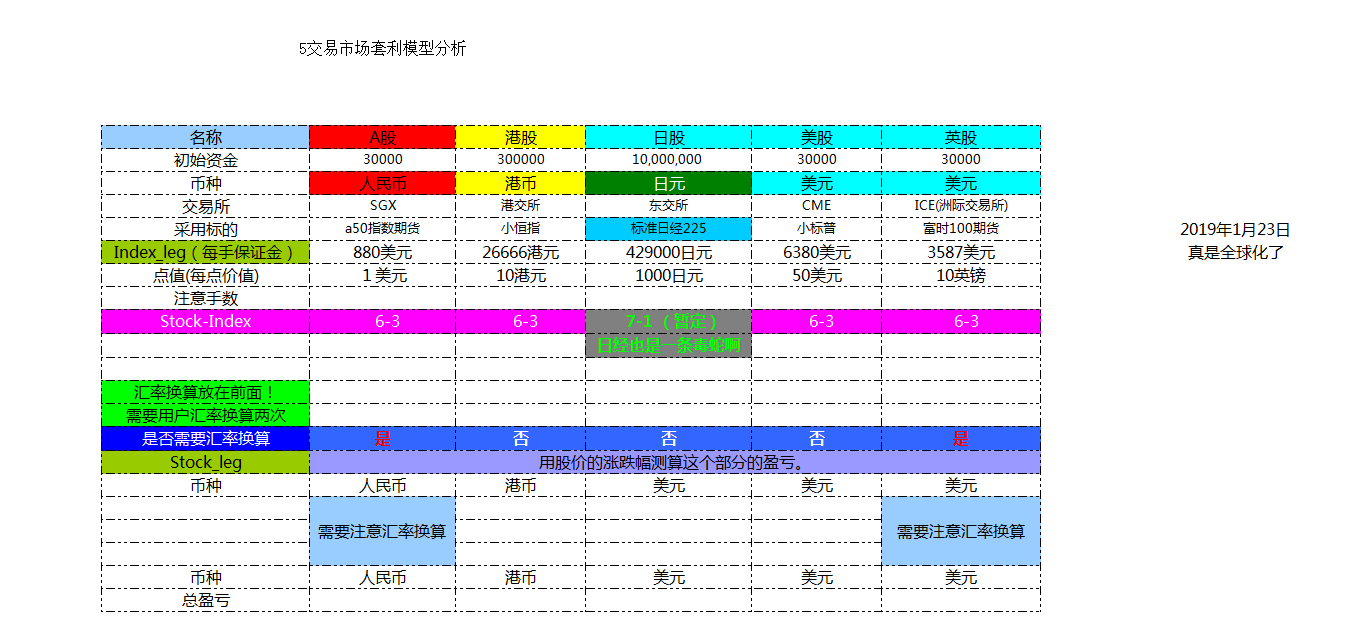 5交易市场套利模型分析
名称 A股 港股 日股 美股 英股
初始资金 30000 300000 10,000,000 30000 30000
币种 人民币 港币 日元 美元 美元
交易所 SGX 港交所 东交所 CME ICE(洲际交易所)
采用标的 a50指数期货 小恒指 标准日经225 小标普 富时100期货
2019年1月23日
Index_leg（每手保证金） 880美元 26666港元 429000日元 6380美元 3587美元
真是全球化了
点值(每点价值) 1美元 10港元 1000日元 50美元 10英镑
注意手数
Stock-Index 6-3 6-3 7-1（暂定） 6-3 6-3
日经也是一条毒蛇啊
汇率换算放在前面！
需要用户汇率换算两次
是否需要汇率换算 是 否 否 否 是
Stock_leg 用股价的涨跌幅测算这个部分的盈亏。
币种 人民币 港币 美元 美元 美元
需要注意汇率换算 需要注意汇率换算
币种 人民币 港币 美元 美元 美元
总盈亏